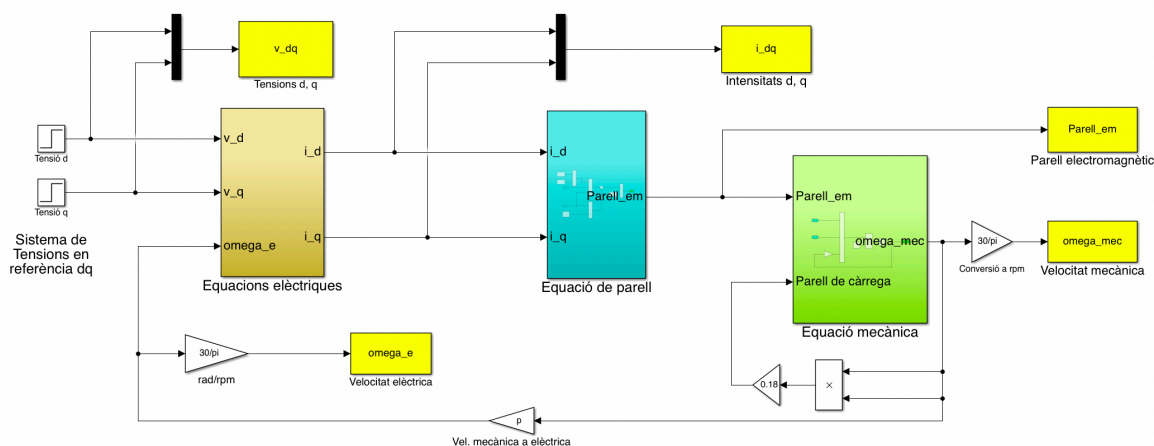 v_dq
Tensions d, q
i_dq
Intensitats d, q
Tensió d
Tensió q
Sistema de
Tensions en
referència dq
v_d
v_q
omega_e
i_d
i_q
Equacions elèctriques
i_d
i_q
Parell_em
Equació de parell
Parell_em
Parell electromagnètic
Parell_em
Parell de càrrega
omega_mec
Equació mecànica
30/pi
Conversió a rpm
omega_mec
Velocitat mecànica
30/pi
rad/rpm
omega_e
Velocitat elèctrica
0.18
×
p
Vel. mecànica a elèctrica